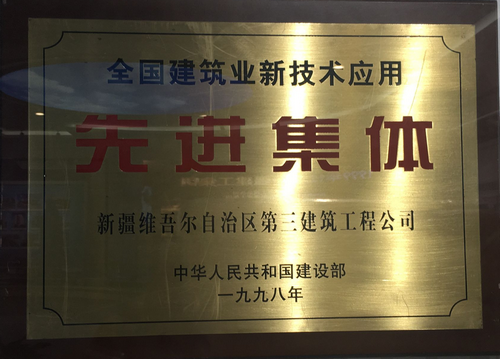 全国建筑业新技术应用
先进集体
新疆维吾尔自治区第三建筑工程公司
中华人民共和国建设部
一九九八年